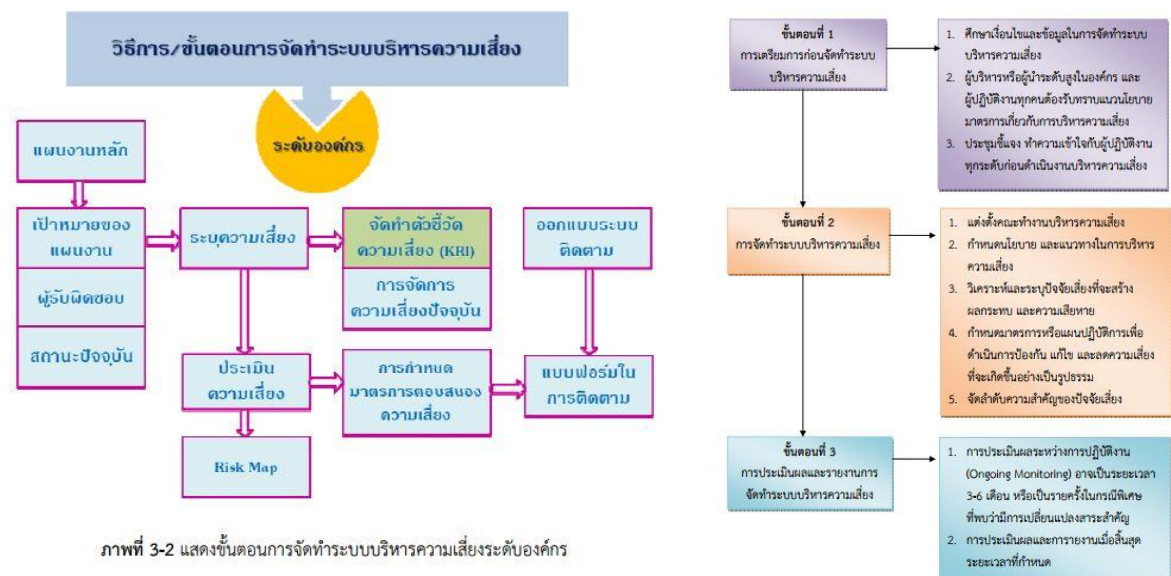 วิธีการ/ขั้นตอนการจัดทำระบบบริหารความเสี่ยง
ระดับองค์กร
แผนงานหลัก
เป้าหมายของ
แผนงาน
ผู้รับผิดชอบ
สถานะปัจจุบัน
ระบุความเสี่ยง
จัดทำตัวชี้วัด
ความเสี่ยง (KRI)
การจัดการ
ความเสี่ยงปัจจุบัน
ออกแบบระบบ
ติดตาม
ประเมิน
ความเสี่ยง
การกำหนด
มาตรการตอบสนอง
ความเสี่ยง
แบบฟอร์มใน
การติดตาม
Risk Map
ภาพที่ 3-2 แสดงขั้นตอนการจัดทำระบบบริหารความเสี่ยงระดับองค์กร
ขั้นตอนที่ 1
การเตรียมการก่อนจัดทำระบบ
บริหารความเสี่ยง
1. ศึกษาเงื่อนไขและข้อมูลในการจัดทำระบบ
บริหารความเสี่ยง
2. ผู้บริหารหรือผู้นำระดับสูงในองค์กร และ
ผู้ปฏิบัติงานทุกคนต้องรับทราบแนวนโยบาย
มาตรการเกี่ยวกับการบริหารความเสี่ยง
3. ประชุมชี้แจง ทำความเข้าใจกับผู้ปฏิบัติงาน
ทุกระดับก่อนดำเนินงานบริหารความเสี่ยง
ขั้นตอนที่ 2
การจัดทำระบบบริหารความเสี่ยง
1. แต่งตั้งคณะทำงานบริหารความเสี่ยง
2. กำหนดนโยบาย และแนวทางในการบริหาร
ความเสี่ยง
3. วิเคราะห์และระบุปัจจัยเสี่ยงที่จะสร้าง
ผลกระทบ และความเสียหาย
4. กำหนดมาตรการหรือแผนปฏิบัติการเพื่อ
ดำเนินการป้องกัน แก้ไข และลดความเสี่ยง
ที่จะเกิดขึ้นอย่างเป็นรูปธรรม
5. จัดลำดับความสำคัญของปัจจัยเสี่ยง
ขั้นตอนที่ 3
การประเมินผลและรายงานการ
จัดทำระบบบริหารความเสี่ยง
1. การประเมินผลระหว่างการปฏิบัติงาน
(Ongoing Monitoring) อาจเป็นระยะเวลา
3-6 เดือน หรือเป็นรายครั้งในกรณีพิเศษ
ที่พบว่ามีการเปลี่ยนแปลงสาระสำคัญ
2. การประเมินผลและการายงานเมื่อสิ้นสุด
ระยะเวลาที่กำหนด